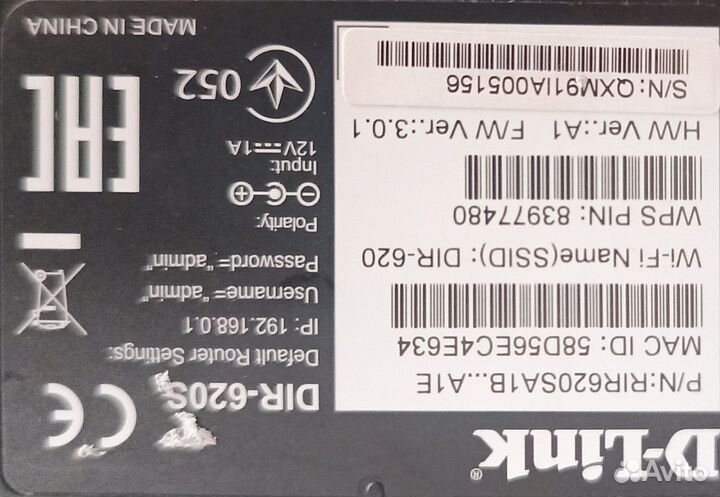 D-Link
P/N:RIR620SA1B...A1E
MAC ID: 58D56EC4E634
Wi-Fi Name(SSID): DIR-620
WPS PIN: 83977480
H/W Ver.:A1 F/W Ver.:3.0.1
S/N:QXM911A005156
DIR-620S
Default Router Settings:
IP: 192.168.0.1
Username="admin"
Password="admin"
Polarity:
Input:
12V 1A
052
MADE IN CHINA
CE
EAC
Avito